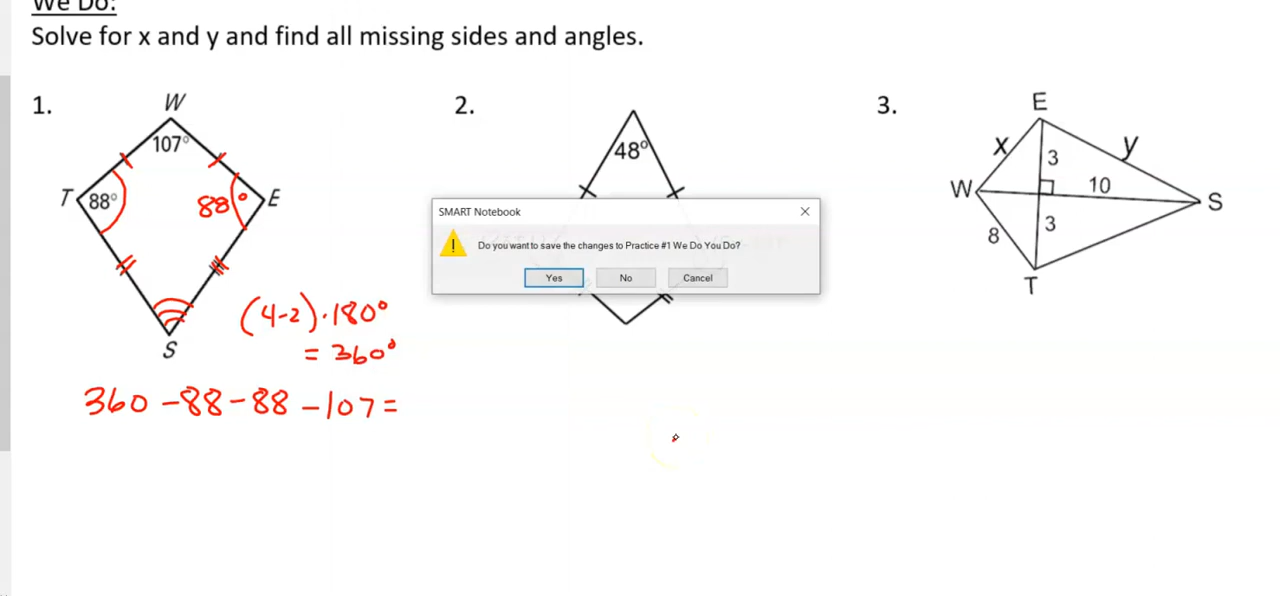 We Do:
Solve for x and y and find all missing sides and angles.
1.
W
107°
T
88°
88°
E
S
(4-2)·180°
= 360°
360 -88-88 -107=
2.
48°
SMART Notebook
Do you want to save the changes to Practice #1 We Do You Do?
Yes
No
Cancel
3.
E
x
3
y
W
10
S
8
3
T